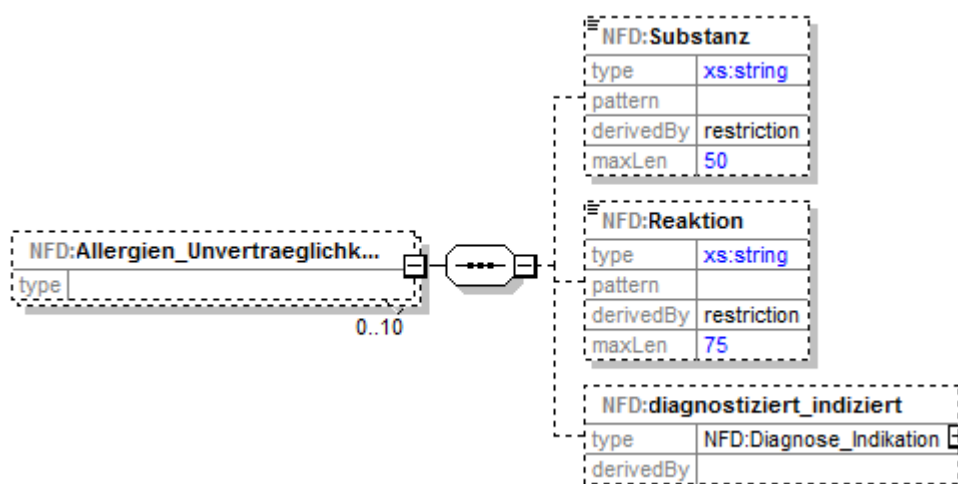 NFD:Substanz
type xs:string
pattern
derivedBy restriction
maxLen 50
NFD:Reaktion
type xs:string
pattern
derivedBy restriction
maxLen 75
NFD:Allergien_Unvertraeglichk...
type
0..10
NFD:diagnostiziert_indiziert
type NFD:Diagnose_Indikation
derivedBy